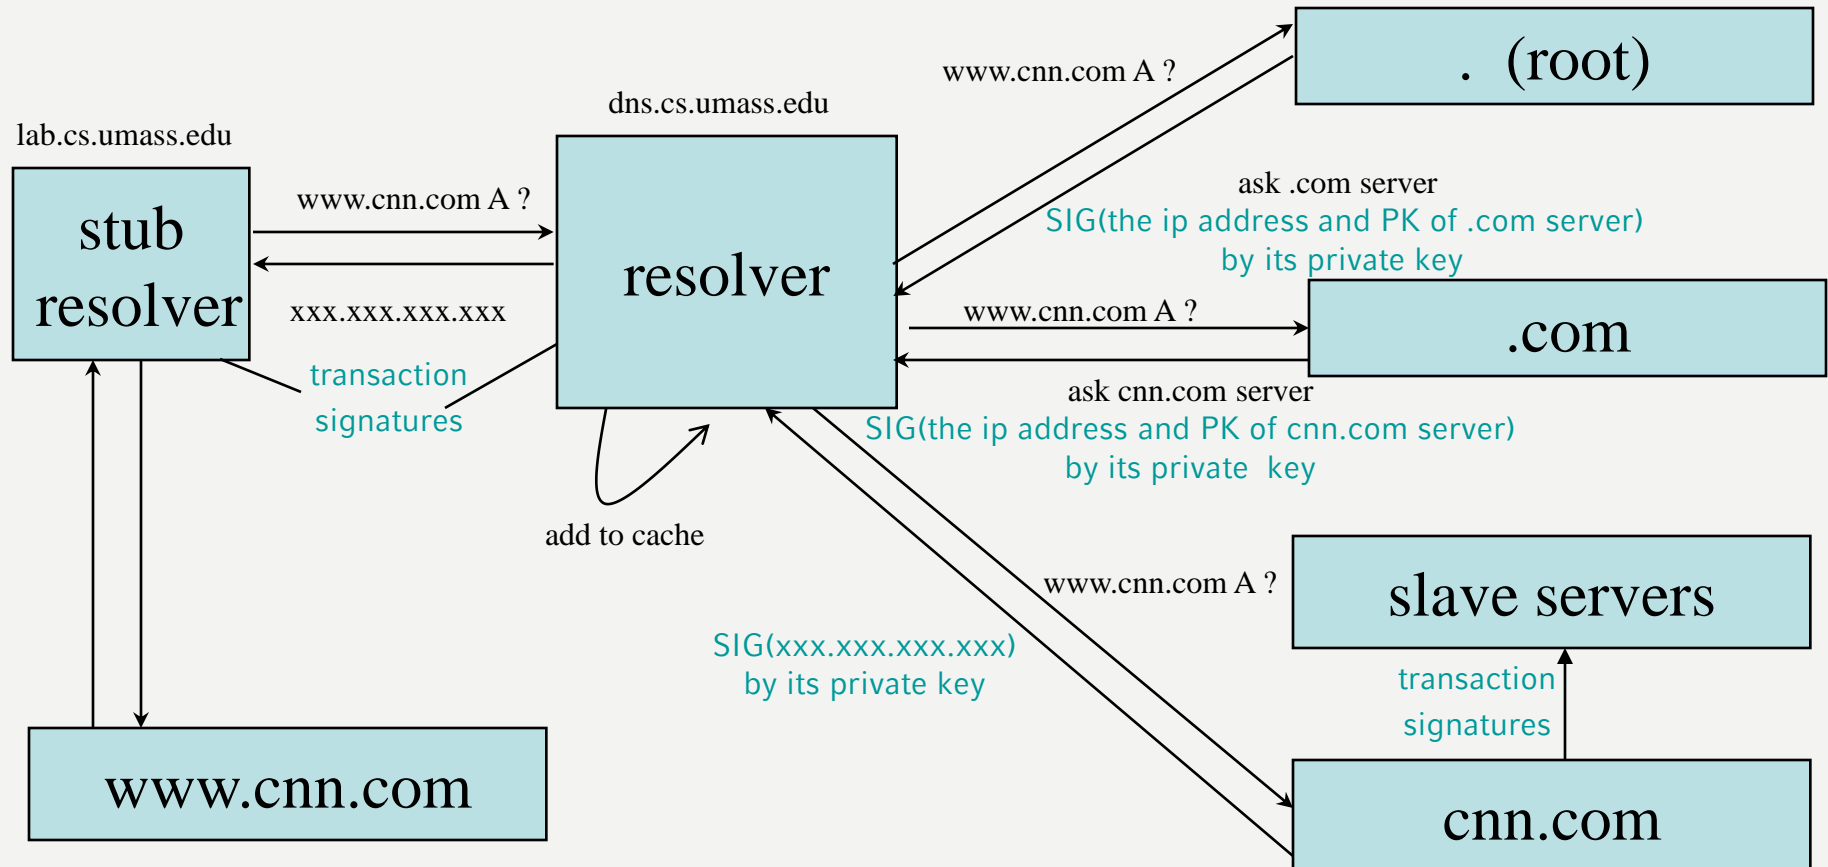 www.cnn.com A ?
. (root)
dns.cs.umass.edu
lab.cs.umass.edu
www.cnn.com A ?
stub
resolver
resolver
ask .com server
SIG(the ip address and PK of .com server)
by its private key
xxx.xxx.xxx.xxx
www.cnn.com A ?
.com
transaction
signatures
ask cnn.com server
SIG(the ip address and PK of cnn.com server)
by its private key
add to cache
www.cnn.com A ?
slave servers
SIG(xxx.xxx.xxx.xxx)
by its private key
transaction
signatures
www.cnn.com
cnn.com